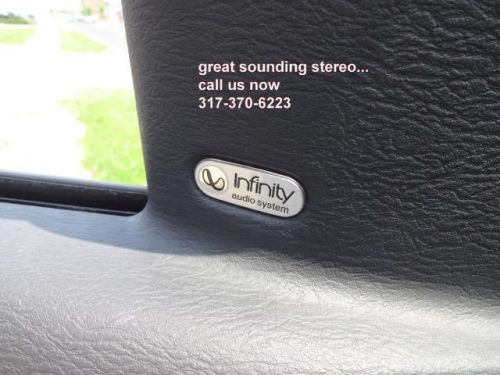 great sounding stereo...
call us now
317-370-6223
Infinity
audio system